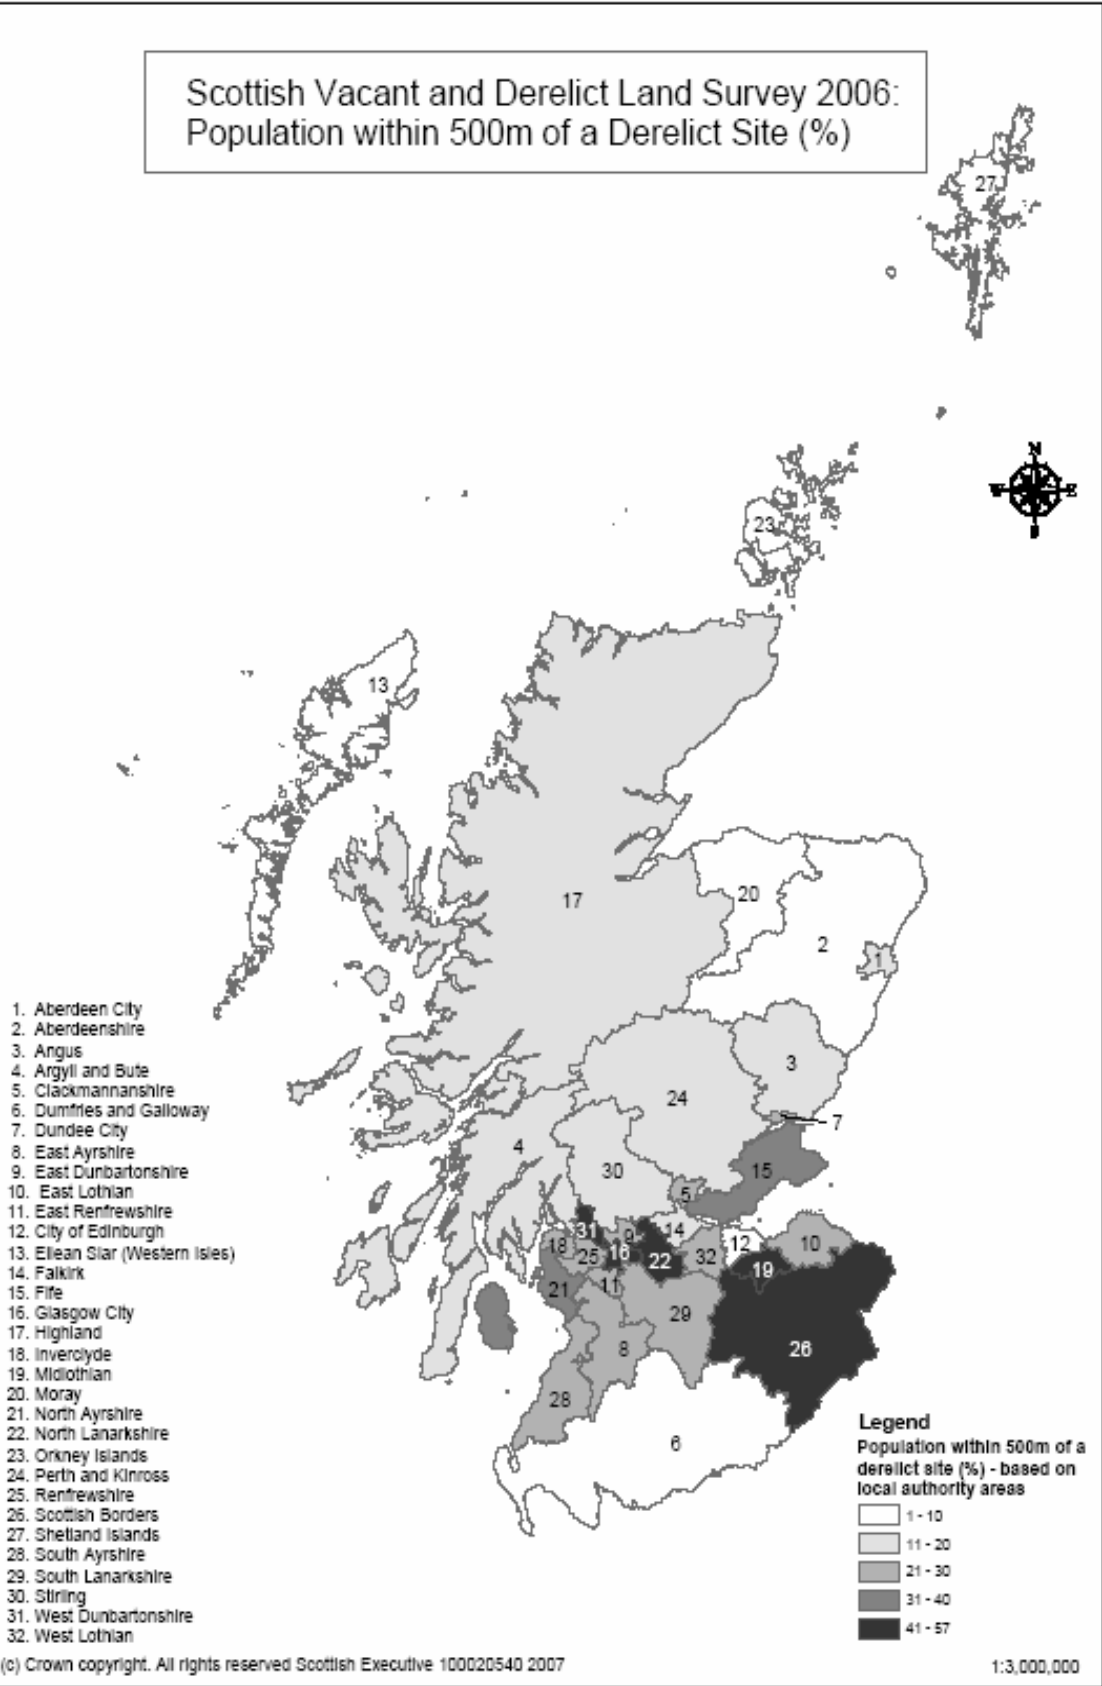 Scottish Vacant and Derelict Land Survey 2006:
Population within 500m of a Derelict Site (%)
27
N
W E
S
23
13
17
20
2
1
3
24
7
4
30
15
5
31
9
14
12
10
18
25
16
22
32
19
21
11
29
8
26
28
6
1. Aberdeen City
2. Aberdeenshire
3. Angus
4. Argyll and Bute
5. Clackmannanshire
6. Dumfries and Galloway
7. Dundee City
8. East Ayrshire
9. East Dunbartonshire
10. East Lothian
11. East Renfrewshire
12. City of Edinburgh
13. Eilean Siar (Western Isles)
14. Falkirk
15. Fife
16. Glasgow City
17. Highland
18. Inverclyde
19. Midlothian
20. Moray
21. North Ayrshire
22. North Lanarkshire
23. Orkney Islands
24. Perth and Kinross
25. Renfrewshire
26. Scottish Borders
27. Shetland Islands
28. South Ayrshire
29. South Lanarkshire
30. Stirling
31. West Dunbartonshire
32. West Lothian
Legend
Population within 500m of a
derelict site (%) - based on
local authority areas
1 - 10
11 - 20
21 - 30
31 - 40
41 - 57
(c) Crown copyright. All rights reserved Scottish Executive 100020540 2007
1:3,000,000